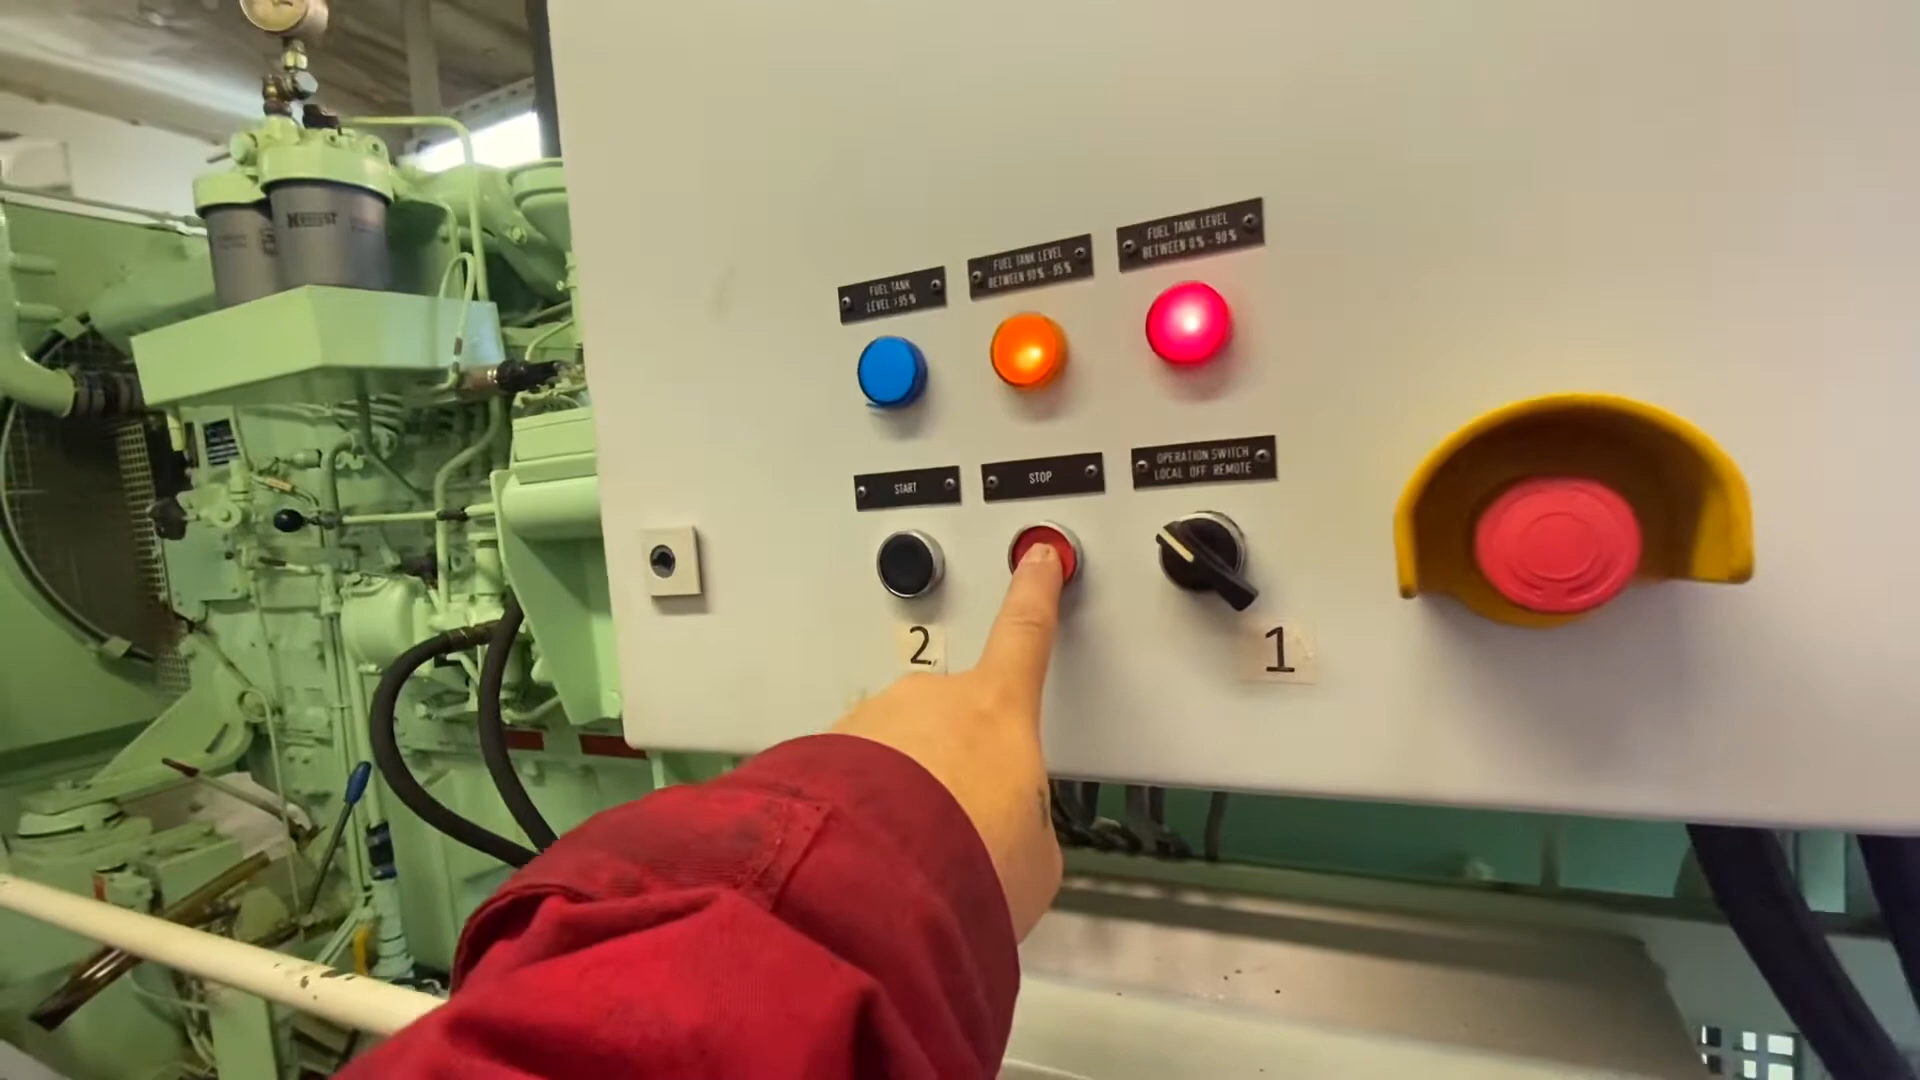 FUEL TANK
LEVEL >95%
FUEL TANK LEVEL
BETWEEN 90% - 95%
FUEL TANK LEVEL
BETWEEN 0% - 90%
START
STOP
OPERATION SWITCH
LOCAL OFF REMOTE
2
1